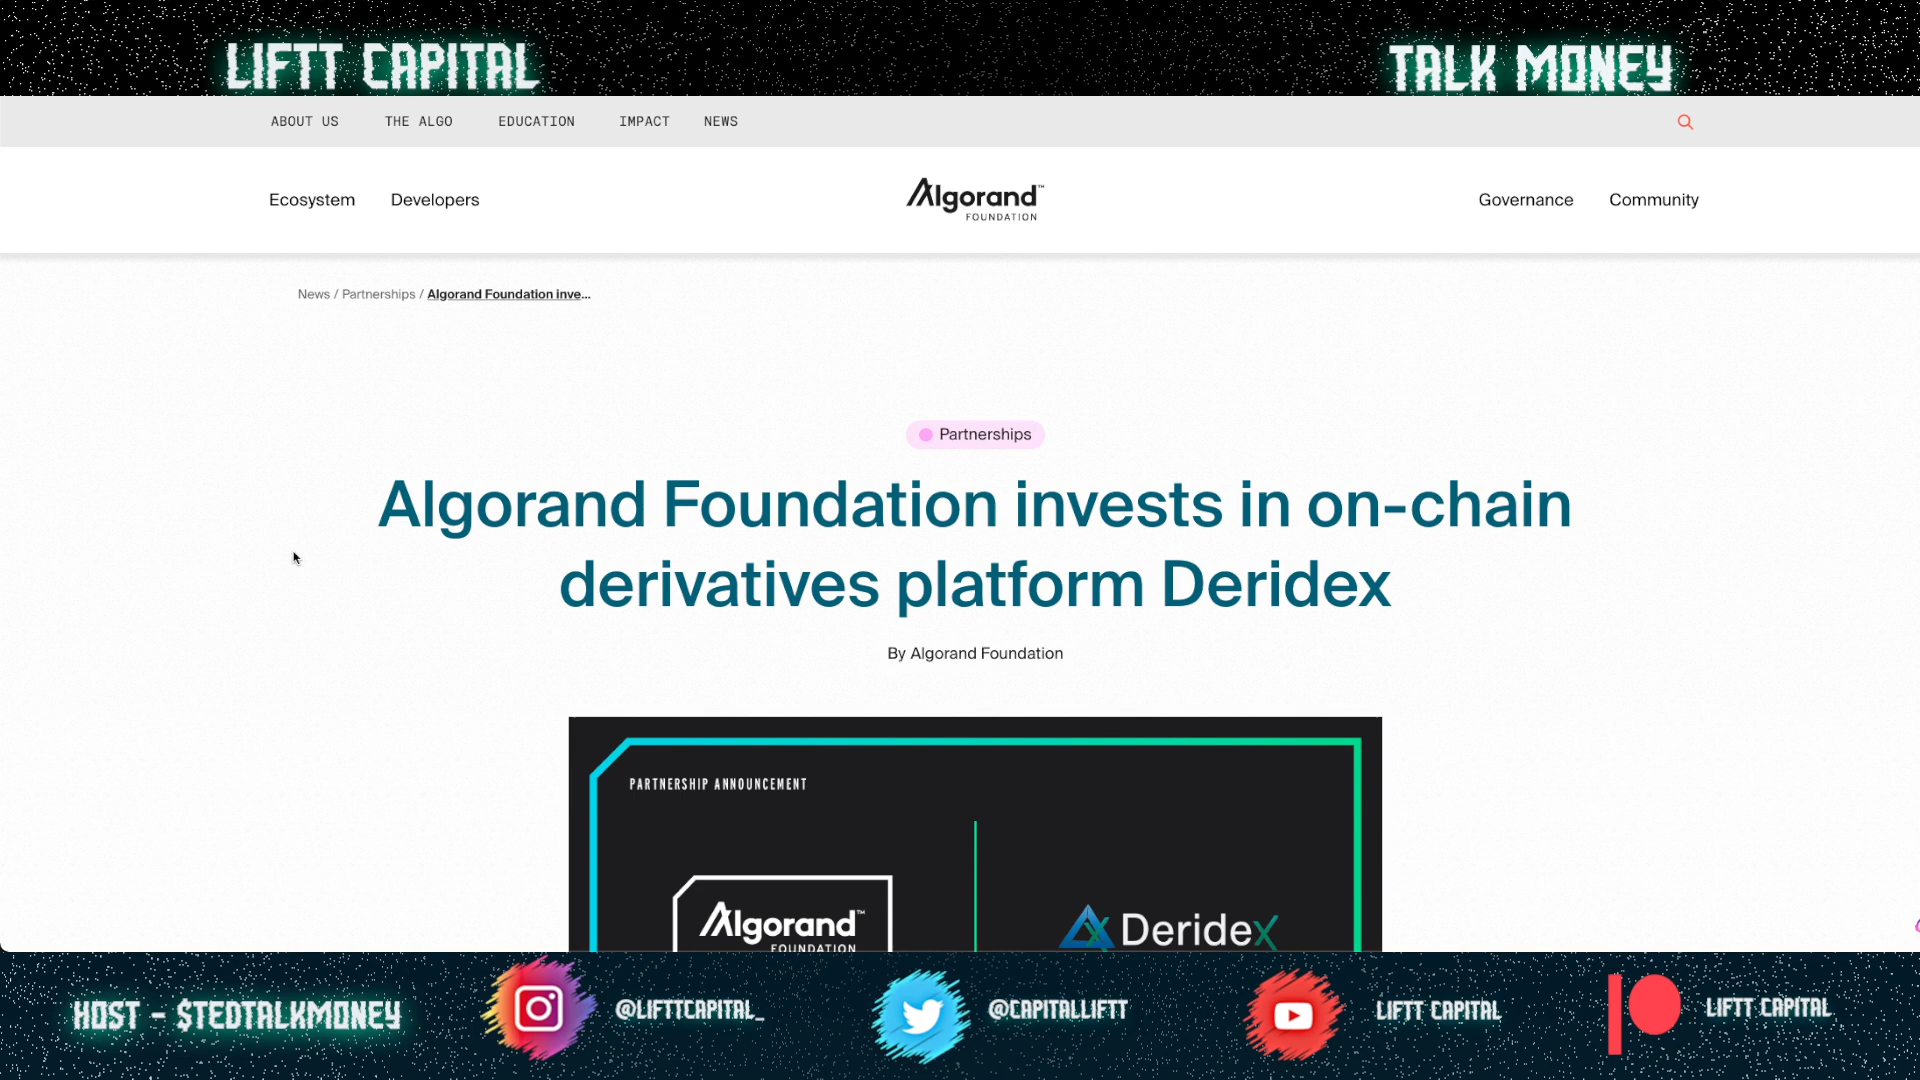 LIFTT CAPITAL
TALK MONEY
ABOUT US THE ALGO EDUCATION IMPACT NEWS
Ecosystem Developers
Algorand™
FOUNDATION
Governance Community
News / Partnerships / Algorand Foundation inve...
Partnerships
Algorand Foundation invests in on-chain
derivatives platform Deridex
By Algorand Foundation
PARTNERSHIP ANNOUNCEMENT
Algorand™
FOUNDATION
Deridex
HOST - $TEDTALKMONEY
@LIFTTCAPITAL_
@CAPITALLIFTT
LIFTT CAPITAL
LIFTT CAPITAL